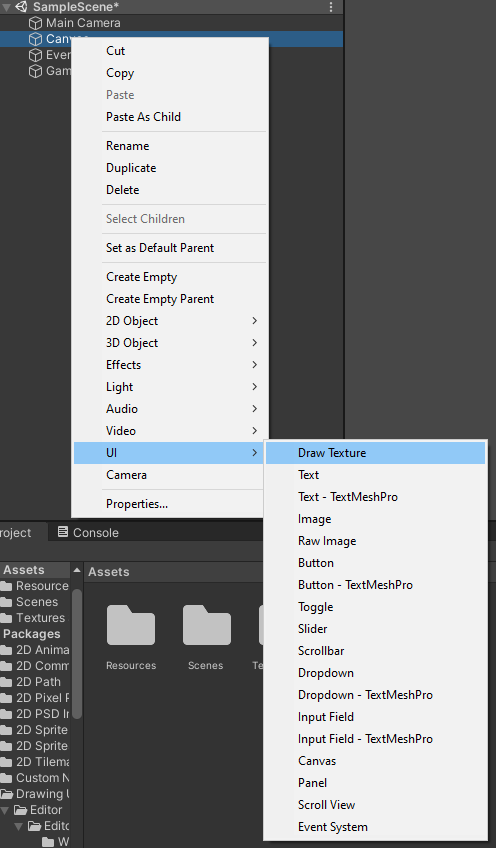 SampleScene*
Main Camera
Canv
Even
Gam
Cut
Copy
Paste
Paste As Child
Rename
Duplicate
Delete
Select Children
Set as Default Parent
Create Empty
Create Empty Parent
2D Object
3D Object
Effects
Light
Audio
Video
UI
Camera
Properties...
Draw Texture
Text
Text - TextMeshPro
Image
Raw Image
Button
Button - TextMeshPro
Toggle
Slider
Scrollbar
Dropdown
Dropdown - TextMeshPro
Input Field
Input Field - TextMeshPro
Canvas
Panel
Scroll View
Event System
roject
Console
Assets
Resource
Scenes
Textures
Packages
2D Anima
2D Comm
2D Path
2D Pixel P
2D PSD In
2D Sprite
2D Sprite
2D Tilema
Custom N
Drawing U
Editor
Edito
W
Assets
Resources
Scenes
Te